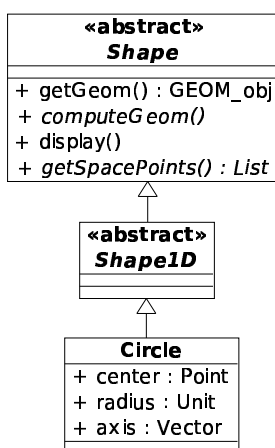 «abstract»
Shape
+ getGeom() : GEOM_obj
+ computeGeom()
+ display()
+ getSpacePoints() : List
«abstract»
Shape1D
Circle
+ center : Point
+ radius : Unit
+ axis : Vector